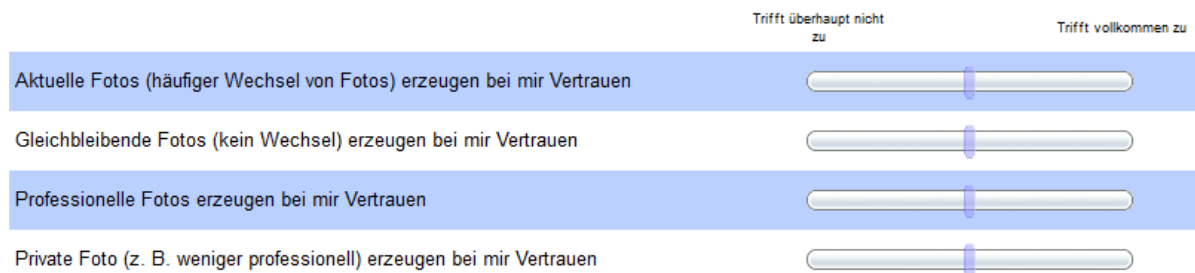 Trifft überhaupt nicht
zu
Trifft vollkommen zu
Aktuelle Fotos (häufiger Wechsel von Fotos) erzeugen bei mir Vertrauen
Gleichbleibende Fotos (kein Wechsel) erzeugen bei mir Vertrauen
Professionelle Fotos erzeugen bei mir Vertrauen
Private Foto (z. B. weniger professionell) erzeugen bei mir Vertrauen